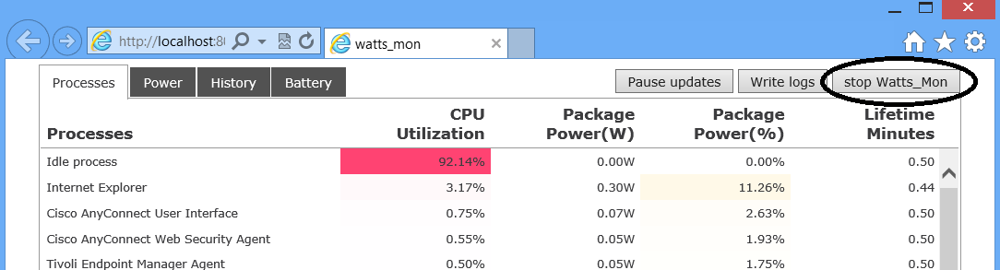 http://localhost:8
watts_mon
Processes Power History Battery Pause updates Write logs stop Watts_Mon
Processes CPU Utilization Package Power(W) Package Power(%) Lifetime Minutes
Idle process 92.14% 0.00W 0.00% 0.50
Internet Explorer 3.17% 0.30W 11.26% 0.44
Cisco AnyConnect User Interface 0.75% 0.07W 2.63% 0.50
Cisco AnyConnect Web Security Agent 0.55% 0.05W 1.93% 0.50
Tivoli Endpoint Manager Agent 0.50% 0.05W 1.75% 0.50